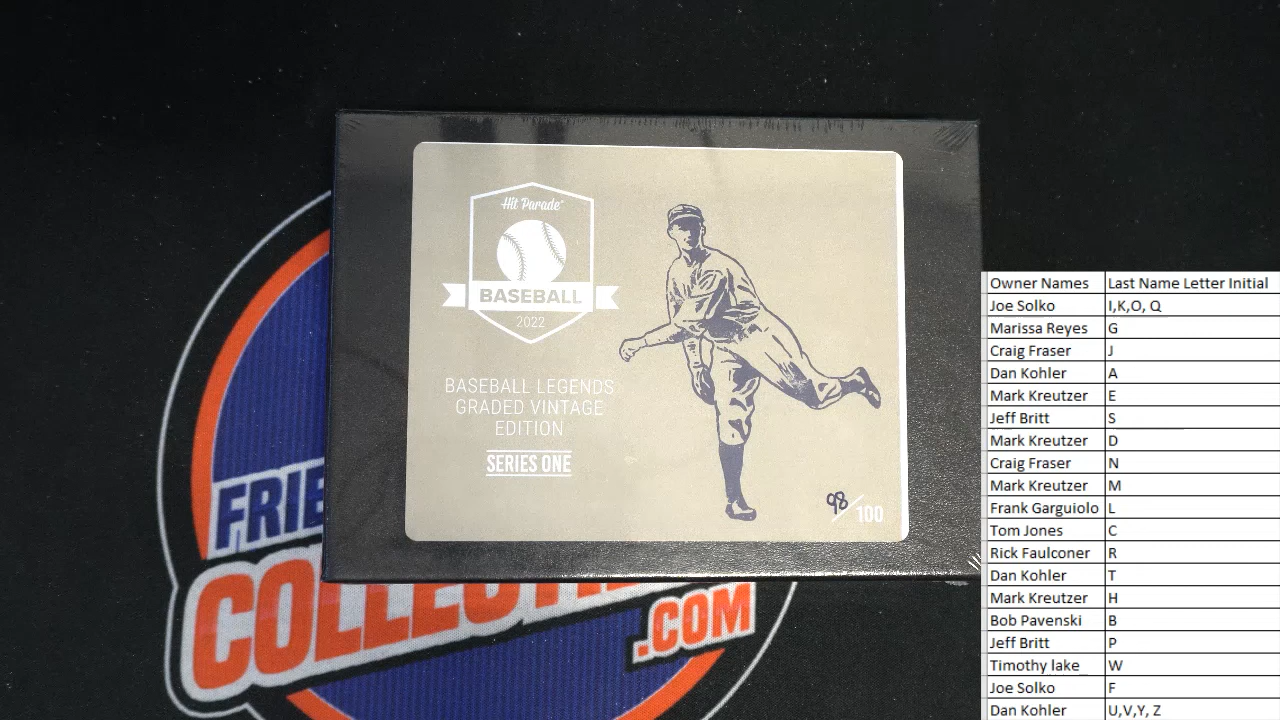 Hit Parade
BASEBALL
2022
BASEBALL LEGENDS
GRADED VINTAGE
EDITION
SERIES ONE
98/100
FRIE
COLLECTI
.COM
Owner Names Last Name Letter Initial
Joe Solko I,K,O, Q
Marissa Reyes G
Craig Fraser J
Dan Kohler A
Mark Kreutzer E
Jeff Britt S
Mark Kreutzer D
Craig Fraser N
Mark Kreutzer M
Frank Garguiolo L
Tom Jones C
Rick Faulconer R
Dan Kohler T
Mark Kreutzer H
Bob Pavenski B
Jeff Britt P
Timothy lake W
Joe Solko F
Dan Kohler U,V,Y, Z